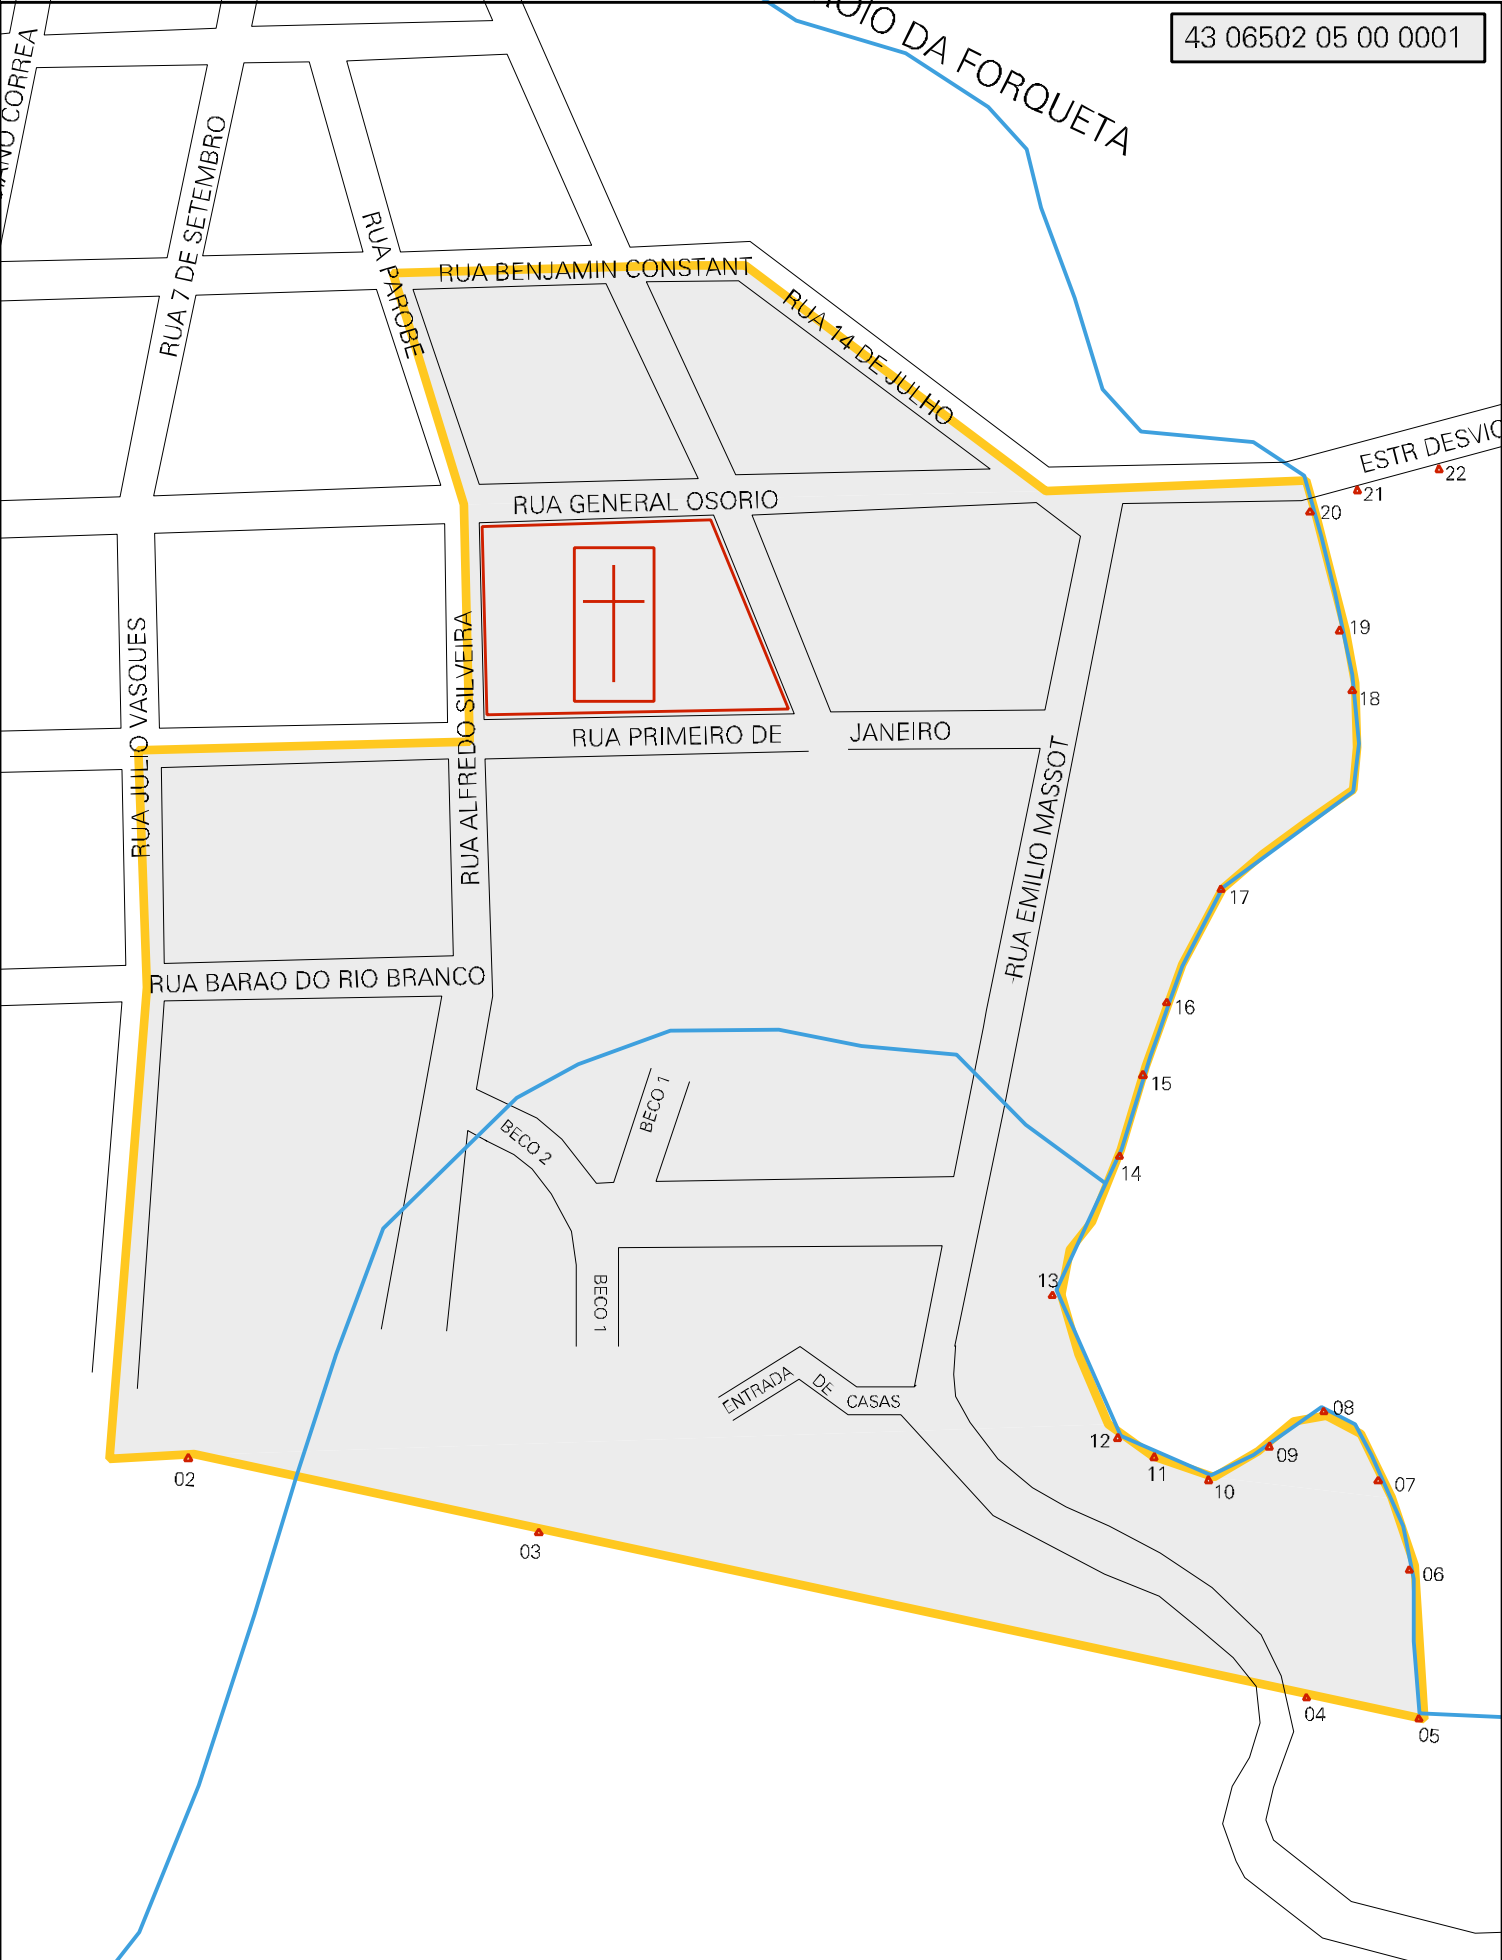 43 06502 05 00 0001
DA FORQUETA
CORREA
RUA 7 DE SETEMBRO
RUA PAROBE
RUA BENJAMIN CONSTANT
RUA 14 DE JULHO
ESTR DESVIO
22
21
20
RUA GENERAL OSORIO
19
18
RUA JULIO VASQUES
RUA ALFREDO SILVEIRA
RUA PRIMEIRO DE JANEIRO
RUA EMILIO MASSOT
17
RUA BARAO DO RIO BRANCO
16
15
BECO 1
BECO 2
14
13
BECO 1
ENTRADA DE CASAS
08
12
11
09
10
07
02
03
06
04
05